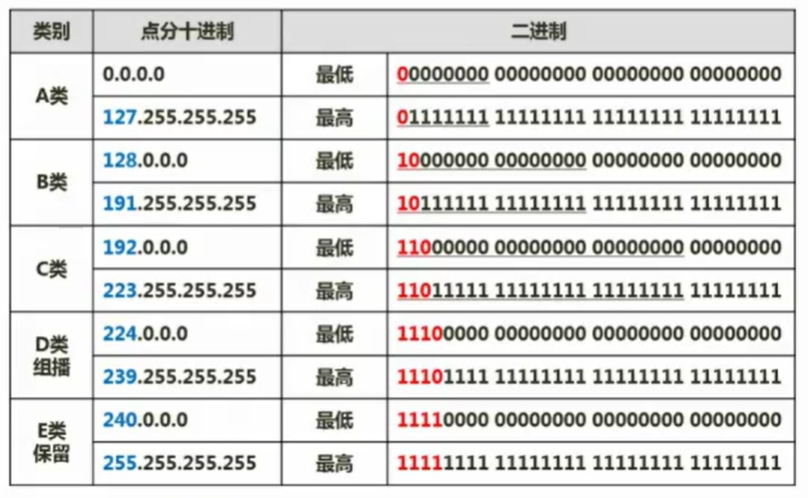 类别 点分十进制 二进制
A类 0.0.0.0 最低 00000000 00000000 00000000 00000000
127.255.255.255 最高 01111111 11111111 11111111 11111111
B类 128.0.0.0 最低 10000000 00000000 00000000 00000000
191.255.255.255 最高 10111111 11111111 11111111 11111111
C类 192.0.0.0 最低 11000000 00000000 00000000 00000000
223.255.255.255 最高 11011111 11111111 11111111 11111111
D类 组播 224.0.0.0 最低 11100000 00000000 00000000 00000000
239.255.255.255 最高 11101111 11111111 11111111 11111111
E类 保留 240.0.0.0 最低 11110000 00000000 00000000 00000000
255.255.255.255 最高 11111111 11111111 11111111 11111111